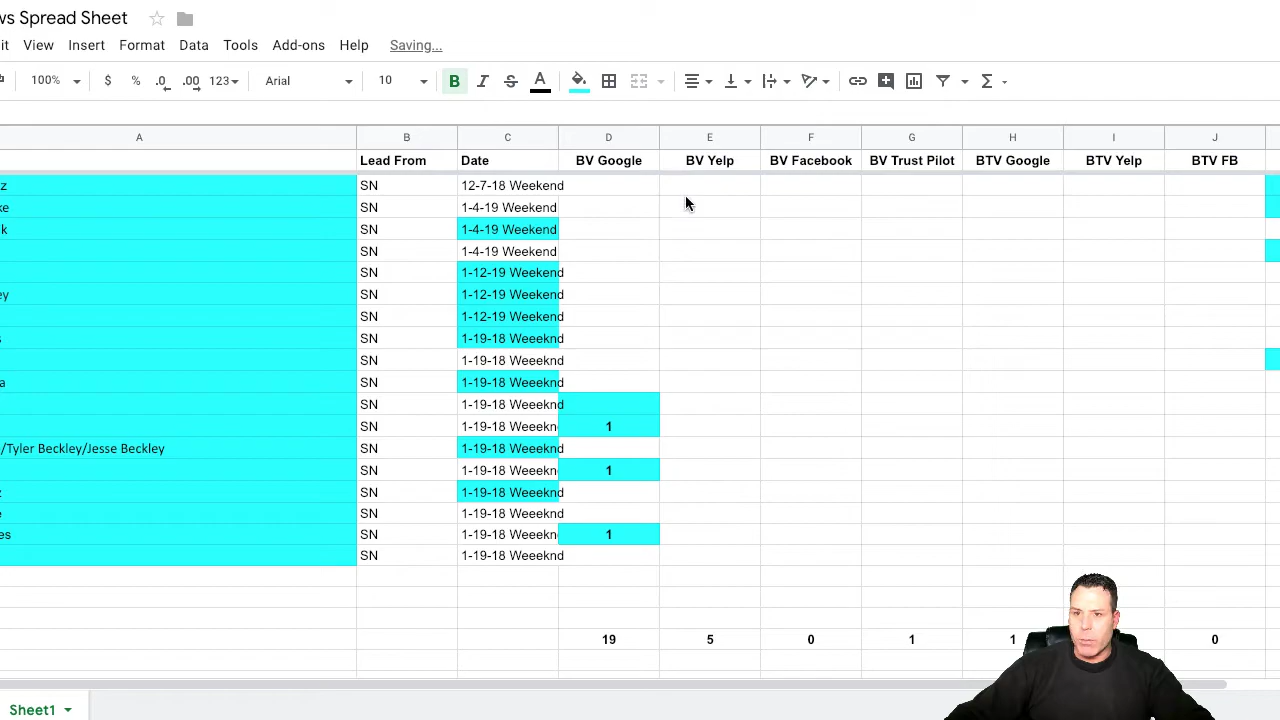 ws Spread Sheet
it View Insert Format Data Tools Add-ons Help Saving...
100% $ % .0 .00 123 Arial 10 B I S A
A B C D E F G H I J
Lead From Date BV Google BV Yelp BV Facebook BV Trust Pilot BTV Google BTV Yelp BTV FB
z SN 12-7-18 Weekend
ke SN 1-4-19 Weekend
k SN 1-4-19 Weekend
SN 1-4-19 Weekend
SN 1-12-19 Weekend
ey SN 1-12-19 Weekend
SN 1-12-19 Weekend
s SN 1-19-18 Weeeknd
SN 1-19-18 Weeeknd
a SN 1-19-18 Weeeknd
SN 1-19-18 Weeeknd
SN 1-19-18 Weeekn 1
/Tyler Beckley/Jesse Beckley SN 1-19-18 Weeeknd
SN 1-19-18 Weeekn 1
z SN 1-19-18 Weeeknd
e SN 1-19-18 Weeeknd
es SN 1-19-18 Weeekn 1
SN 1-19-18 Weeeknd
19 5 0 1 1 0
Sheet1